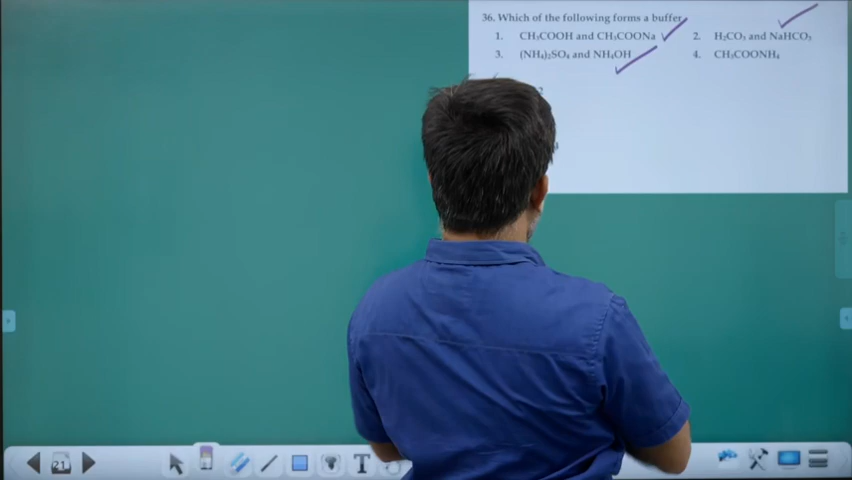 36. Which of the following forms a buffer
1. CH₃COOH and CH₃COONa 2. H₂CO₃ and NaHCO₃
3. (NH₄)₂SO₄ and NH₄OH 4. CH₃COONH₄
21
T